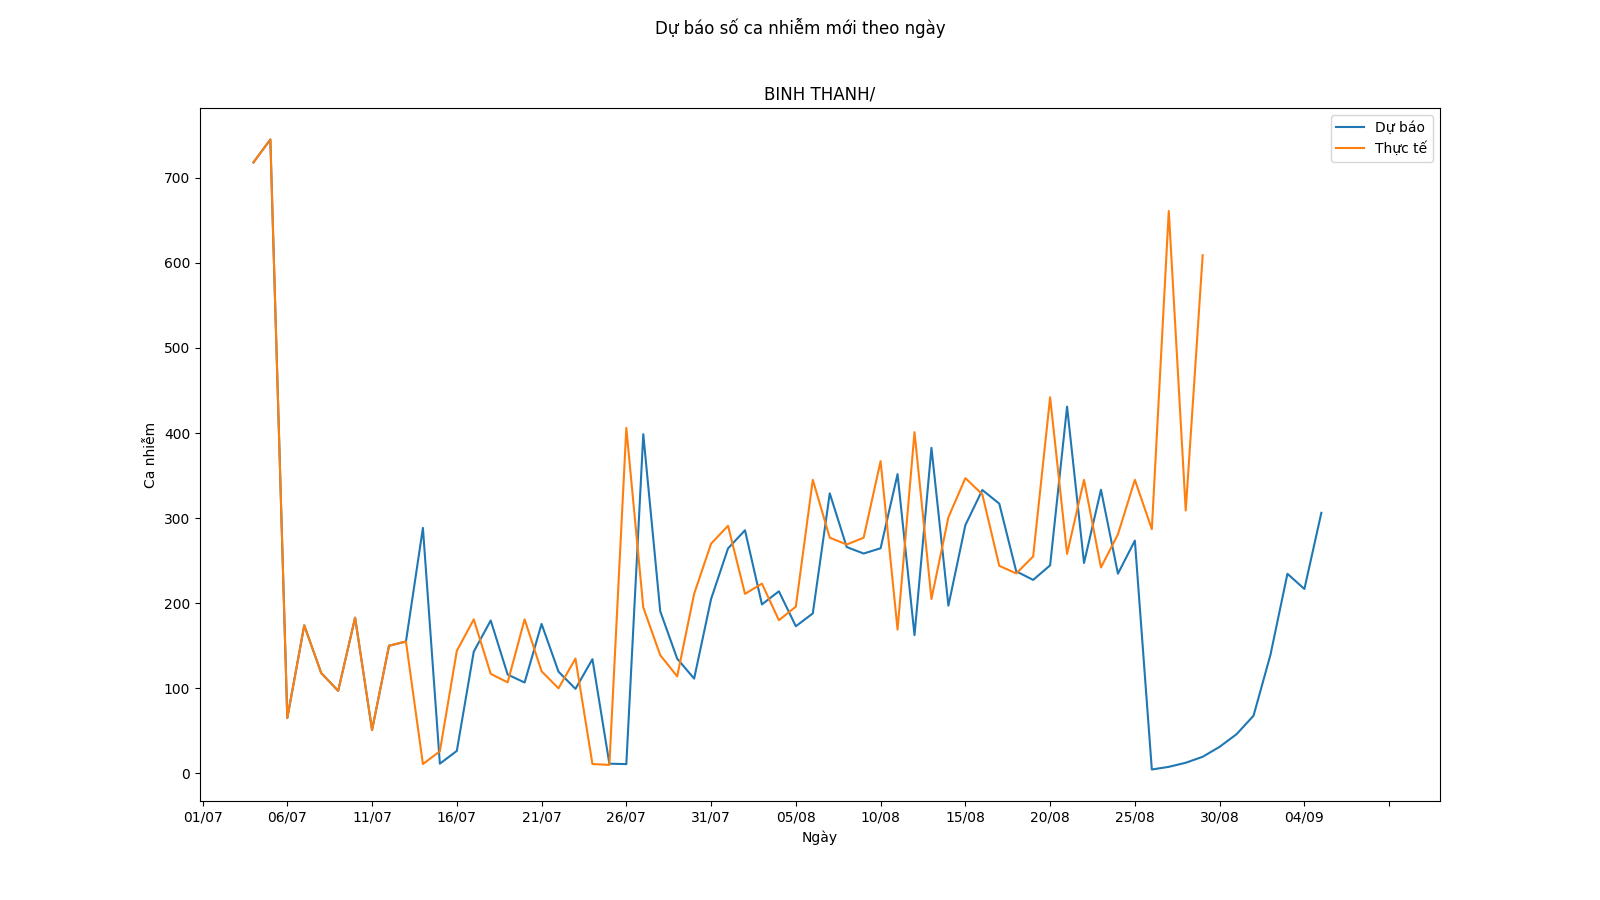 Dự báo số ca nhiễm mới theo ngày
BINH THANH/
Dự báo
Thực tế
700
600
500
400
300
200
100
0
Ca nhiễm
01/07 06/07 11/07 16/07 21/07 26/07 31/07 05/08 10/08 15/08 20/08 25/08 30/08 04/09
Ngày